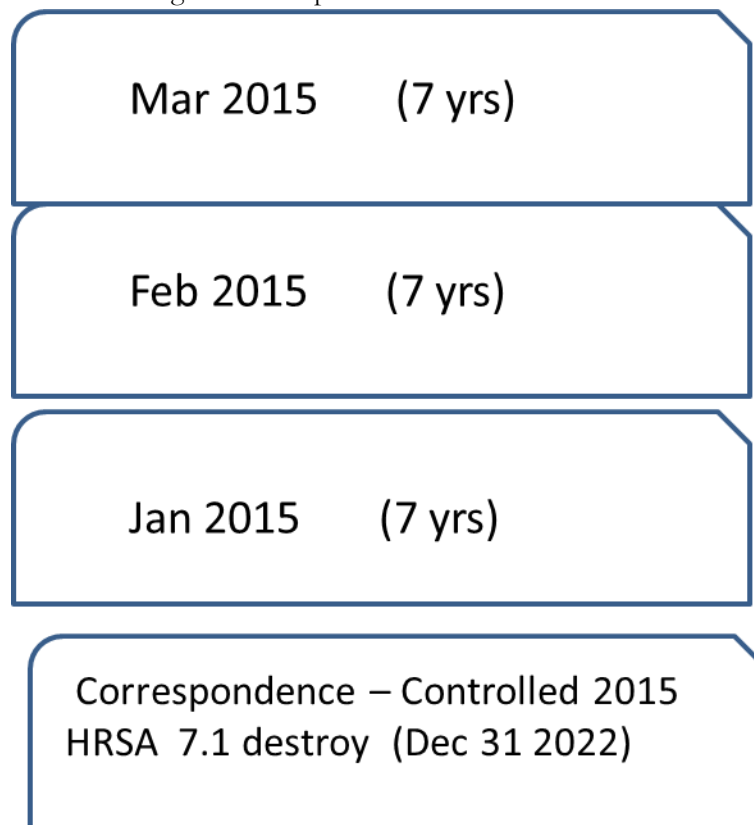 Mar 2015 (7 yrs)
Feb 2015 (7 yrs)
Jan 2015 (7 yrs)
Correspondence – Controlled 2015
HRSA 7.1 destroy (Dec 31 2022)